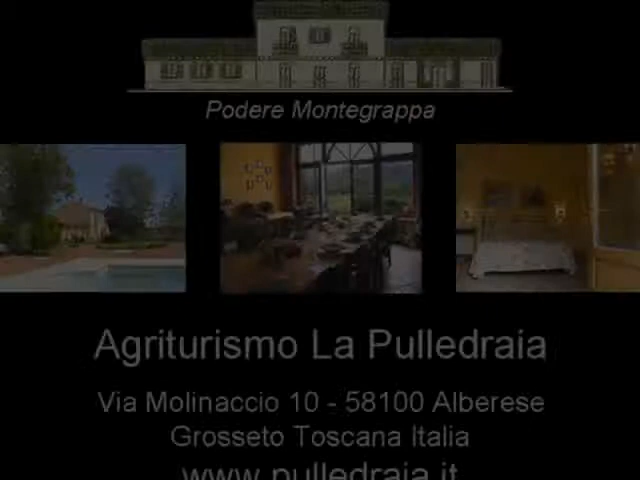 Podere Montegrappa
Agriturismo La Pulledraia
Via Molinaccio 10 - 58100 Alberese
Grosseto Toscana Italia
www.pulledraia.it